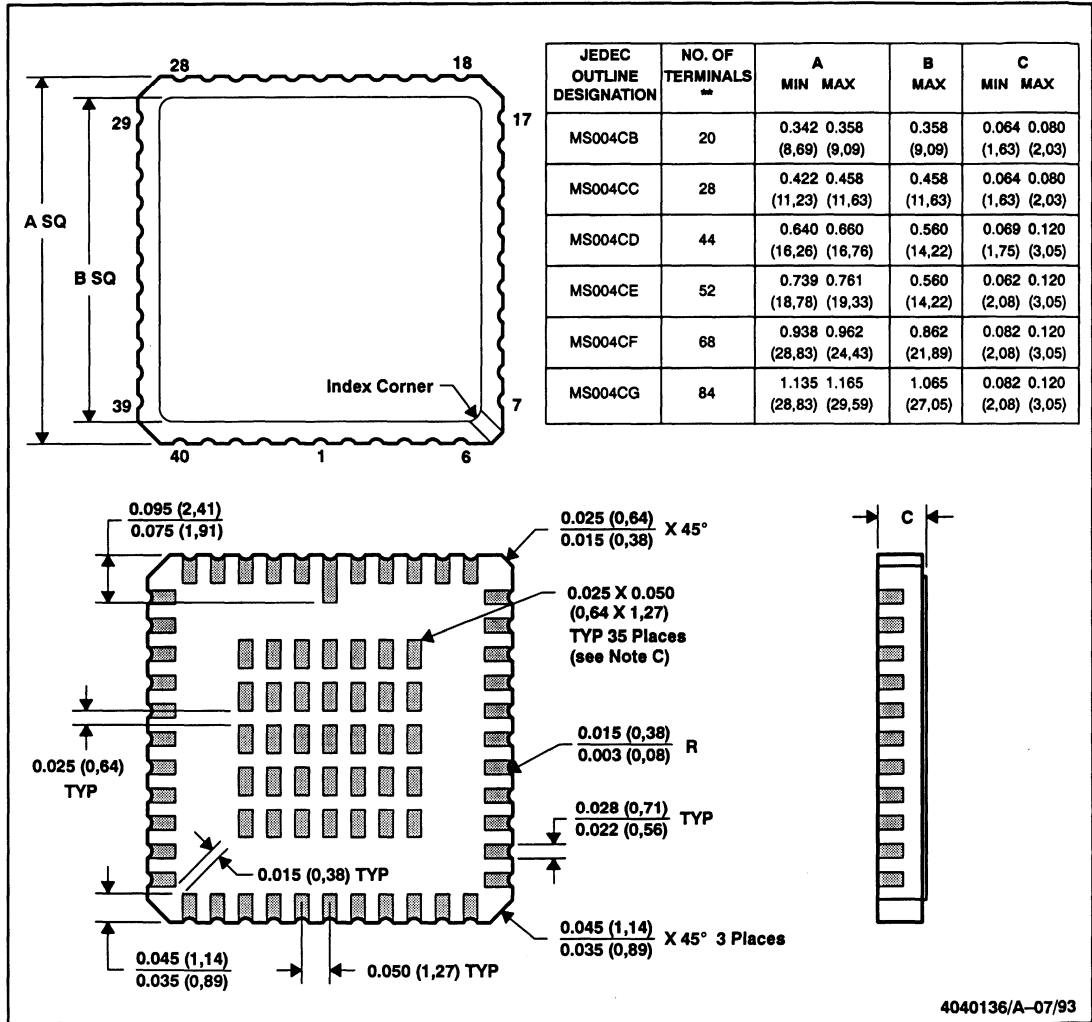 28
18
29
17
A SQ
B SQ
Index Corner
39
7
40
1
6
JEDEC OUTLINE DESIGNATION | NO. OF TERMINALS ** | A MIN MAX | B MAX | C MIN MAX
MS004CB | 20 | 0.342 0.358 (8,69) (9,09) | 0.358 (9,09) | 0.064 0.080 (1,63) (2,03)
MS004CC | 28 | 0.422 0.458 (11,23) (11,63) | 0.458 (11,63) | 0.064 0.080 (1,63) (2,03)
MS004CD | 44 | 0.640 0.660 (16,26) (16,76) | 0.560 (14,22) | 0.069 0.120 (1,75) (3,05)
MS004CE | 52 | 0.739 0.761 (18,78) (19,33) | 0.560 (14,22) | 0.062 0.120 (2,08) (3,05)
MS004CF | 68 | 0.938 0.962 (28,83) (24,43) | 0.862 (21,89) | 0.082 0.120 (2,08) (3,05)
MS004CG | 84 | 1.135 1.165 (28,83) (29,59) | 1.065 (27,05) | 0.082 0.120 (2,08) (3,05)
0.095 (2,41)
0.075 (1,91)
0.025 (0,64)
0.015 (0,38) X 45°
C
0.025 X 0.050
(0,64 X 1,27)
TYP 35 Places
(see Note C)
0.025 (0,64)
TYP
0.015 (0,38)
0.003 (0,08) R
0.028 (0,71)
0.022 (0,56) TYP
0.015 (0,38) TYP
0.045 (1,14)
0.035 (0,89)
0.050 (1,27) TYP
0.045 (1,14)
0.035 (0,89) X 45° 3 Places
4040136/A–07/93